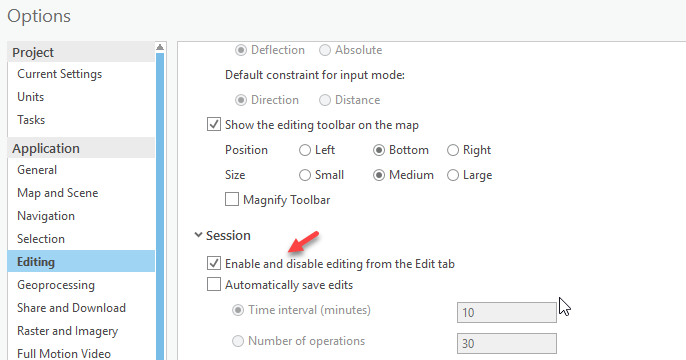 Options
Project
Current Settings
Units
Tasks
Application
General
Map and Scene
Navigation
Selection
Editing
Geoprocessing
Share and Download
Raster and Imagery
Full Motion Video
Deflection Absolute
Default constraint for input mode:
Direction Distance
Show the editing toolbar on the map
Position Left Bottom Right
Size Small Medium Large
Magnify Toolbar
Session
Enable and disable editing from the Edit tab
Automatically save edits
Time interval (minutes) 10
Number of operations 30